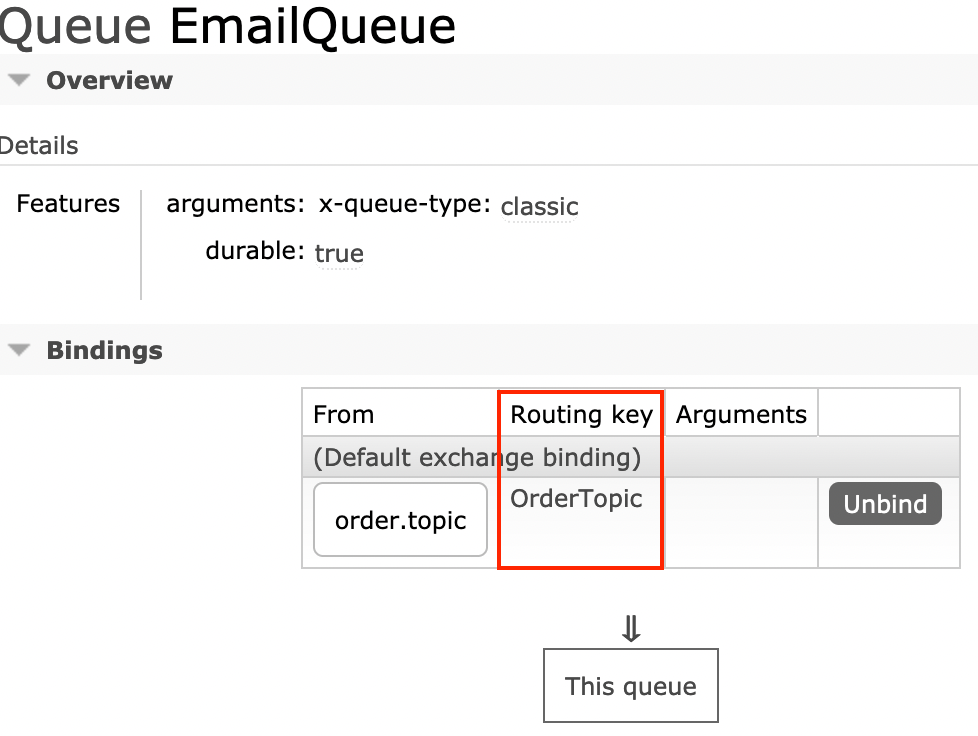 Queue EmailQueue
Overview
Details
Features arguments: x-queue-type: classic
durable: true
Bindings
From Routing key Arguments
(Default exchange binding)
order.topic OrderTopic Unbind
⇓
This queue